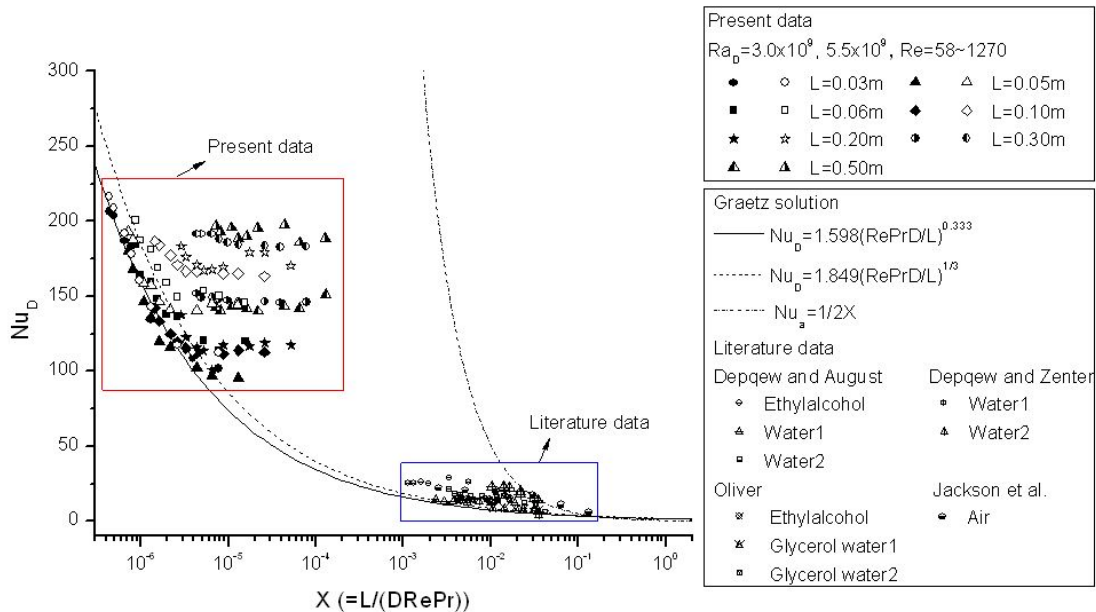 Present data
Ra_D=3.0x10^9, 5.5x10^9, Re=58~1270
L=0.03m L=0.05m
L=0.06m L=0.10m
L=0.20m L=0.30m
L=0.50m
Graetz solution
Nu_D=1.598(RePrD/L)^0.333
Nu_D=1.849(RePrD/L)^1/3
Nu_a=1/2X
Literature data
Depqew and August Depqew and Zenter
Ethylalcohol Water1
Water1 Water2
Water2
Oliver Jackson et al.
Ethylalcohol Air
Glycerol water1
Glycerol water2
Nu_D
300
250
200
150
100
50
0
Present data
Literature data
10^-6 10^-5 10^-4 10^-3 10^-2 10^-1 10^0
X (=L/(DRePr))